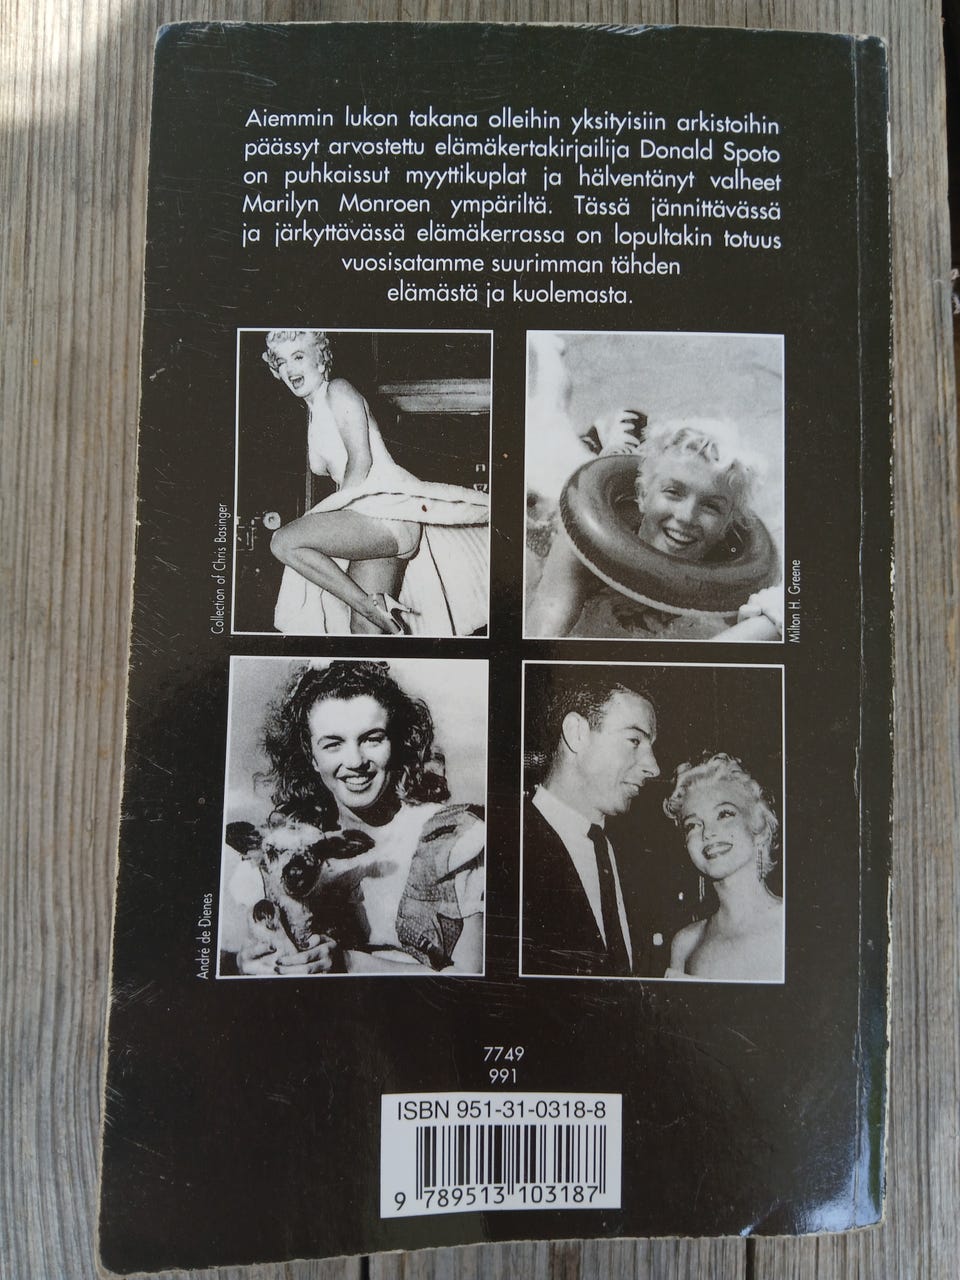 Aiemmin lukon takana olleihin yksityisiin arkistoihin
päässyt arvostettu elämäkertakirjailija Donald Spoto
on puhkaissut myyttikuplat ja hälventänyt valheet
Marilyn Monroen ympäriltä. Tässä jännittävässä
ja järkyttävässä elämäkerrassa on lopultakin totuus
vuosisatamme suurimman tähden
elämästä ja kuolemasta.
Collection of Chris Basinger
Milton H. Greene
André de Dienes
7749
991
ISBN 951-31-0318-8
9 789513 103187